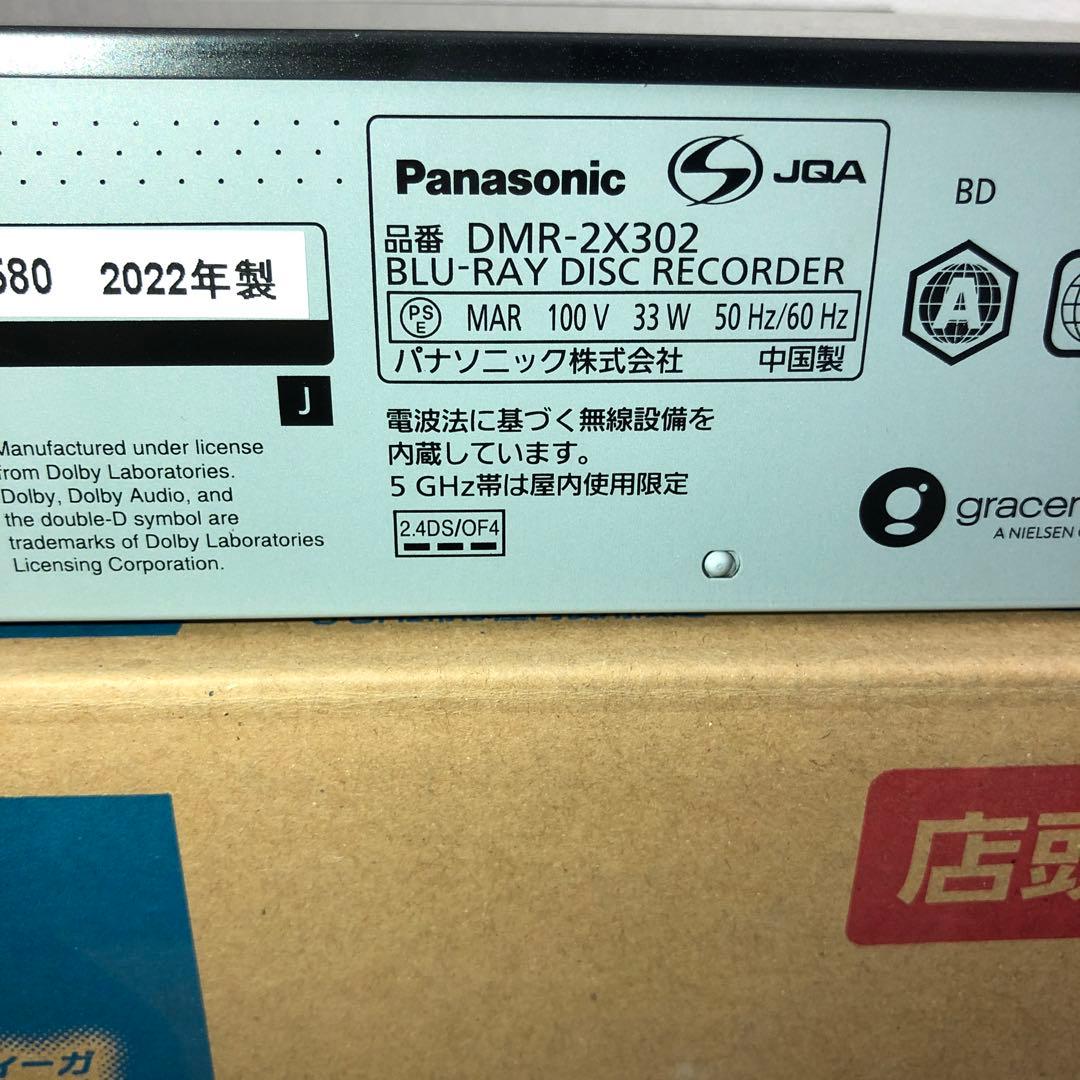 Panasonic JQA
品番 DMR-2X302
BLU-RAY DISC RECORDER
PS E MAR 100 V 33 W 50 Hz/60 Hz
パナソニック株式会社 中国製
BD
A
580 2022年製
J
Manufactured under license
from Dolby Laboratories.
Dolby, Dolby Audio, and
the double-D symbol are
trademarks of Dolby Laboratories
Licensing Corporation.
電波法に基づく無線設備を
内蔵しています。
5 GHz帯は屋内使用限定
2.4DS/OF4
gracen
A NIELSEN
店頭
ィーガ